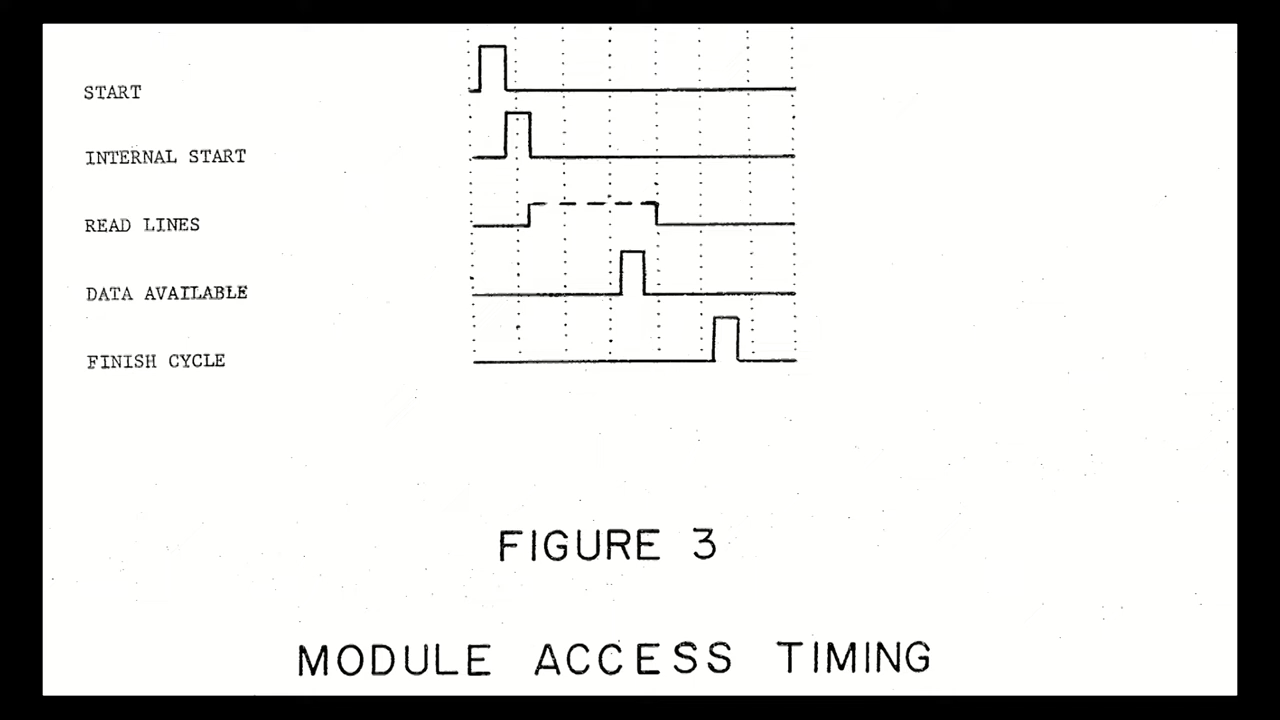 START
INTERNAL START
READ LINES
DATA AVAILABLE
FINISH CYCLE
FIGURE 3
MODULE ACCESS TIMING